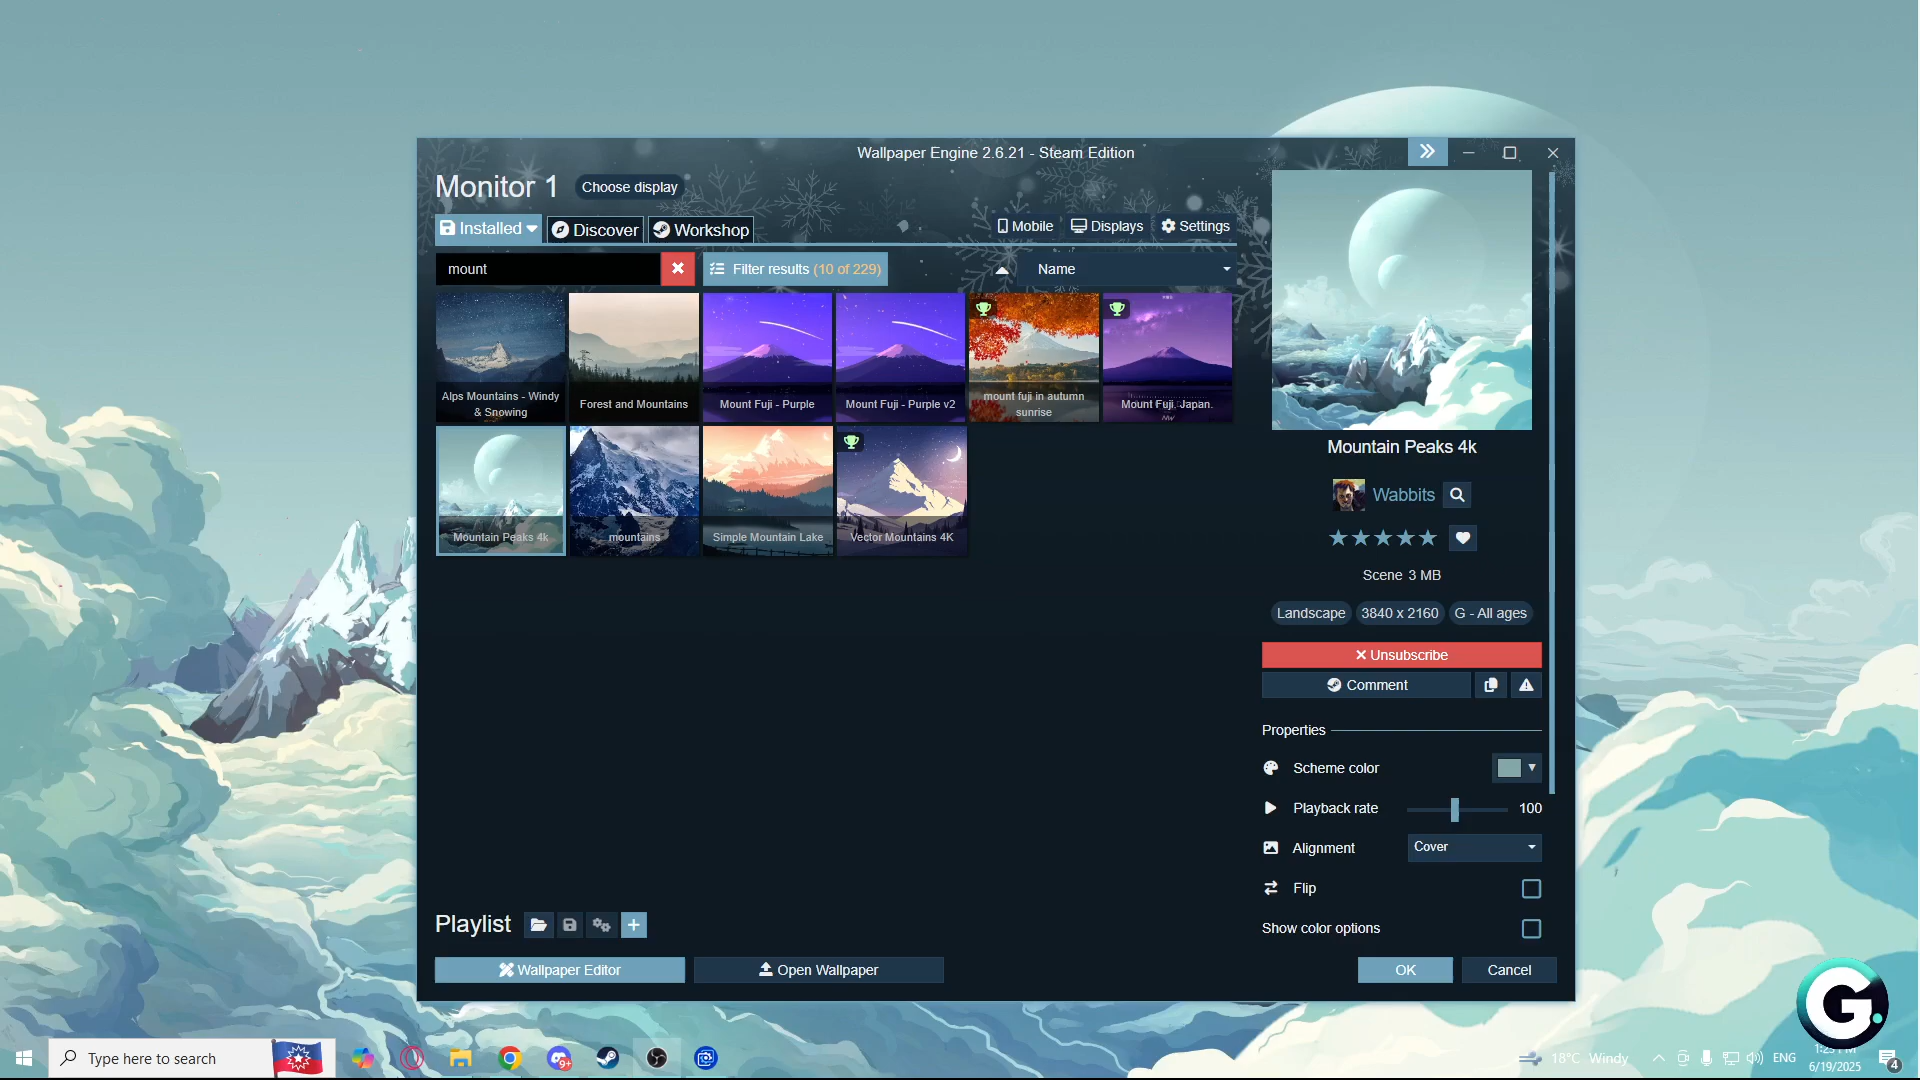 Wallpaper Engine 2.6.21 - Steam Edition
Monitor 1
Choose display
Installed
Discover
Workshop
Mobile
Displays
Settings
mount
Filter results (10 of 229)
Name
Alps Mountains - Windy
& Snowing
Forest and Mountains
Mount Fuji - Purple
Mount Fuji - Purple v2
mount fuji in autumn
sunrise
Mount Fuji, Japan.
Mountain Peaks 4k
mountains
Simple Mountain Lake
Vector Mountains 4K
Mountain Peaks 4k
Wabbits
Scene 3 MB
Landscape
3840 x 2160
G - All ages
Unsubscribe
Comment
Properties
Scheme color
Playback rate
100
Alignment
Cover
Flip
Show color options
Playlist
Wallpaper Editor
Open Wallpaper
OK
Cancel
G.
Type here to search
9+
18°C Windy
ENG
6/19/2025
4